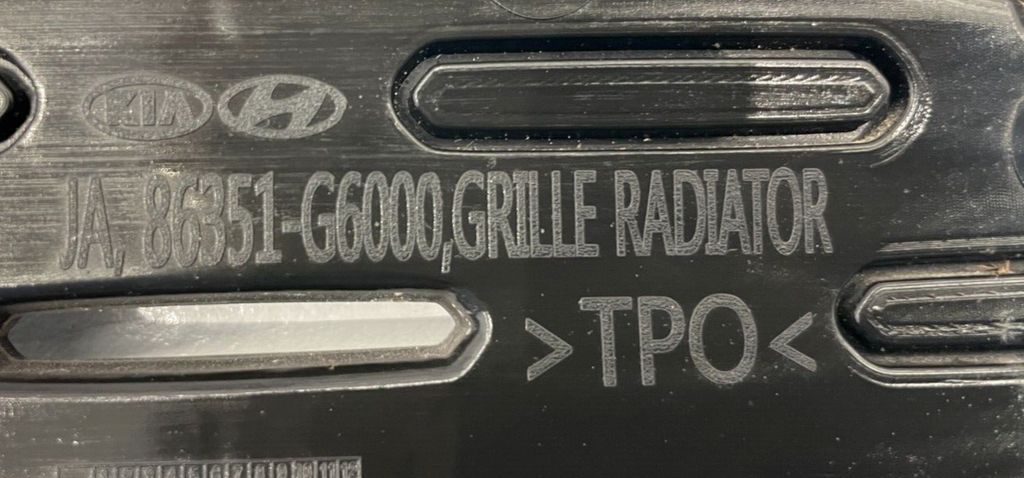 KIA
JA, 86351-G6000,GRILLE RADIATOR
>TPO<